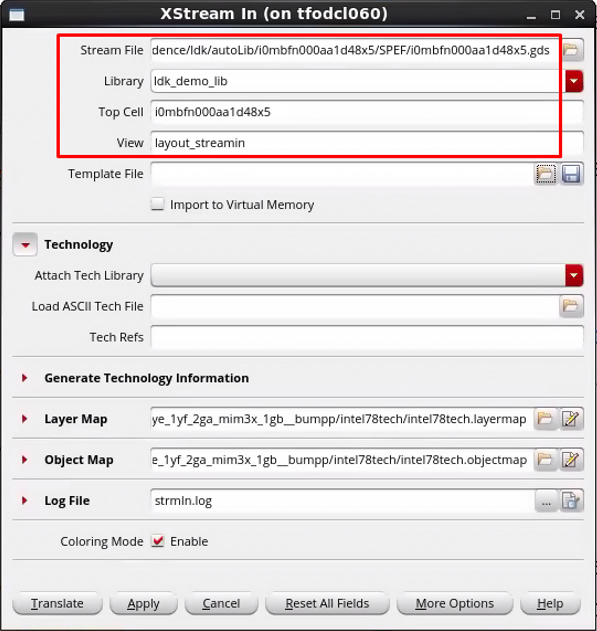 XStream In (on tfodcl060)
Stream File dence/ldk/autoLib/i0mbfn000aa1d48x5/SPEF/i0mbfn000aa1d48x5.gds
Library ldk_demo_lib
Top Cell i0mbfn000aa1d48x5
View layout_streamin
Template File
Import to Virtual Memory
Technology
Attach Tech Library
Load ASCII Tech File
Tech Refs
Generate Technology Information
Layer Map ye_1yf_2ga_mim3x_1gb__bumpp/intel78tech/intel78tech.layermap
Object Map e_1yf_2ga_mim3x_1gb__bumpp/intel78tech/intel78tech.objectmap
Log File strmIn.log ...
Coloring Mode Enable
Translate Apply Cancel Reset All Fields More Options Help